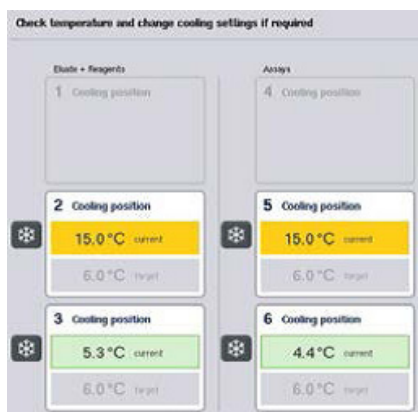 Check temperature and change cooling settings if required
Eluate + Reagents
Assays
1 Cooling position
4 Cooling position
2 Cooling position
5 Cooling position
15.0 °C current
15.0 °C current
6.0 °C target
6.0 °C target
3 Cooling position
6 Cooling position
5.3 °C current
4.4 °C current
6.0 °C target
6.0 °C target